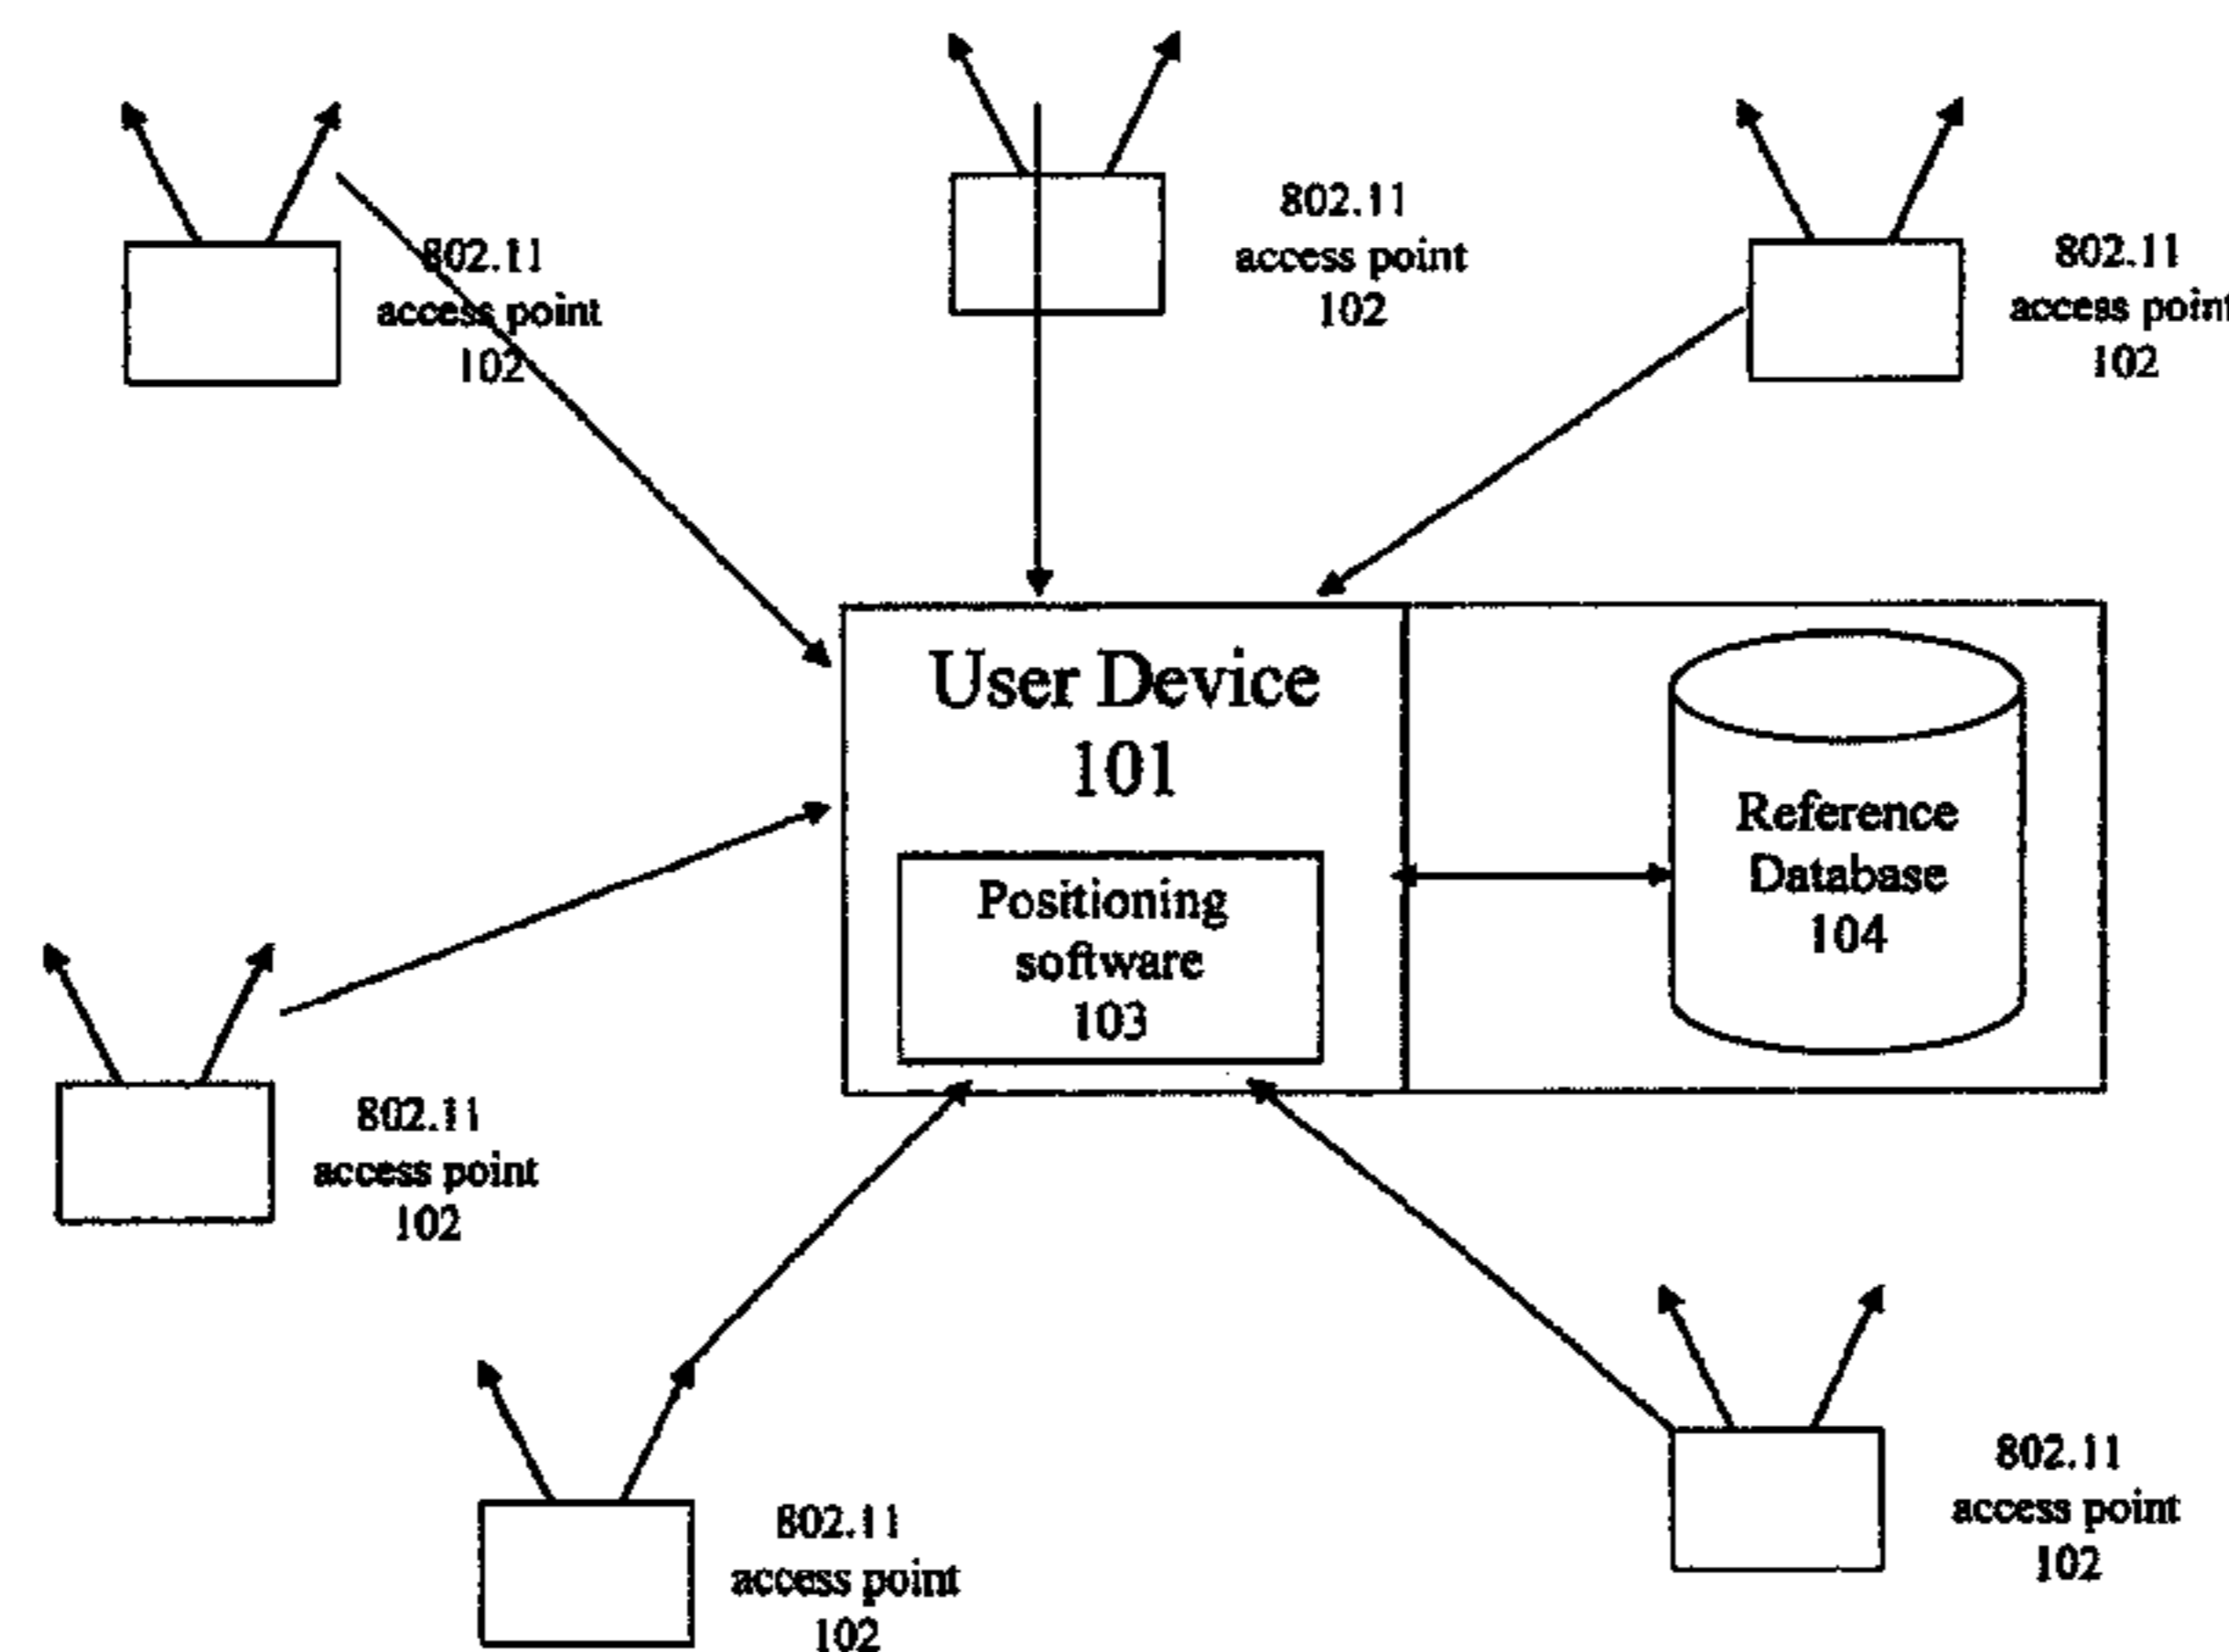 802.11
access point
102
802.11
access point
102
802.11
access point
102
User Device
101
Positioning
software
103
Reference
Database
104
802.11
access point
102
802.11
access point
102
802.11
access point
102